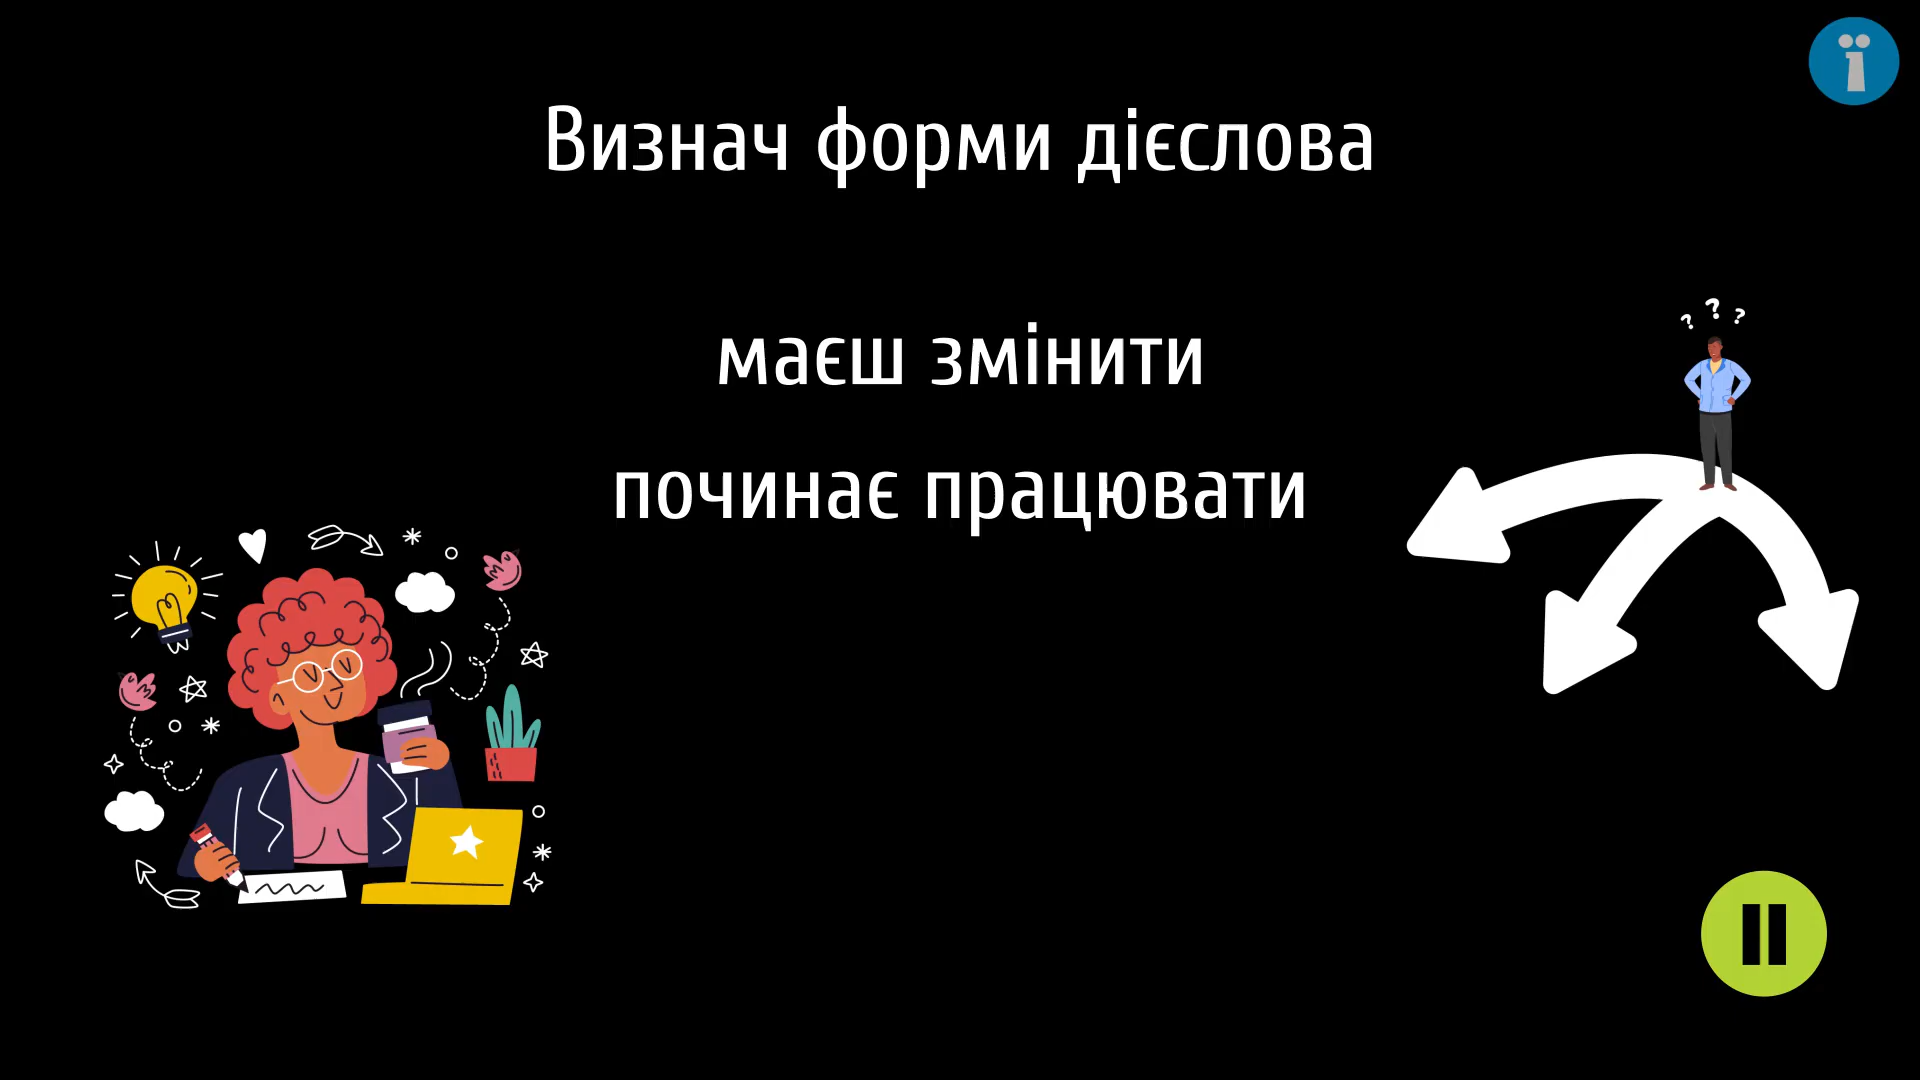 ї
Визнач форми дієслова
? ? ?
маєш змінити
починає працювати